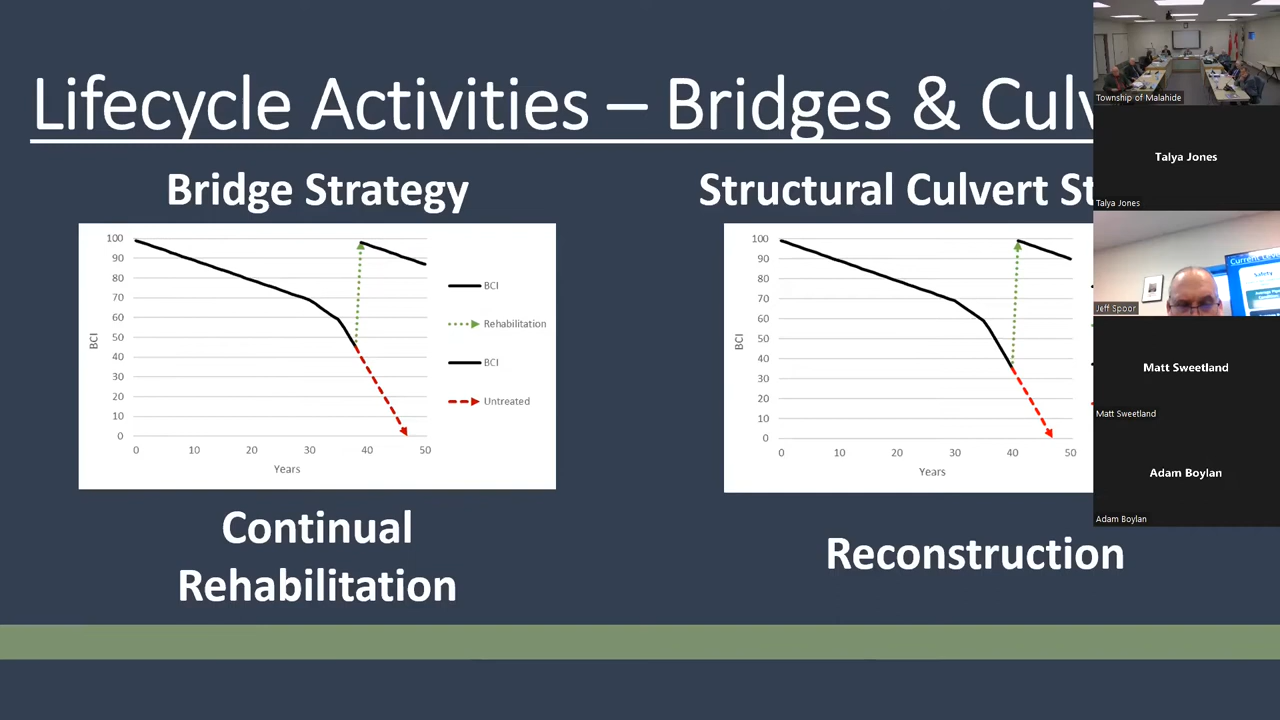 Lifecycle Activities – Bridges & Culv
Bridge Strategy
100
90
80
70
60
50
40
30
20
10
0
BCI
0 10 20 30 40 50
Years
BCI
Rehabilitation
BCI
Untreated
Continual
Rehabilitation
Structural Culvert St
100
90
80
70
60
50
40
30
20
10
0
BCI
0 10 20 30 40 50
Years
Reconstruction
Township of Malahide
Talya Jones
Talya Jones
Current Leve
Safety
Jeff Spoor
Matt Sweetland
Matt Sweetland
Adam Boylan
Adam Boylan